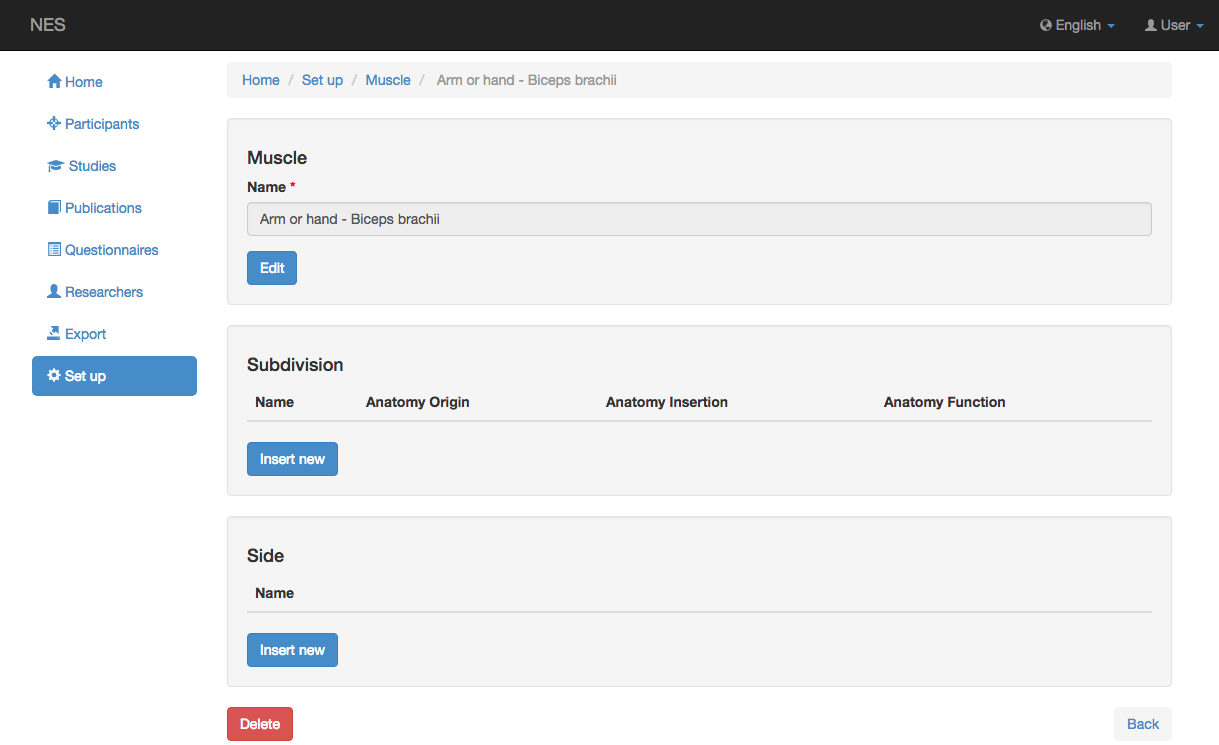 NES English User
Home
Participants
Studies
Publications
Questionnaires
Researchers
Export
Set up
Home / Set up / Muscle / Arm or hand - Biceps brachii
Muscle
Name *
Arm or hand - Biceps brachii
Edit
Subdivision
Name Anatomy Origin Anatomy Insertion Anatomy Function
Insert new
Side
Name
Insert new
Delete Back